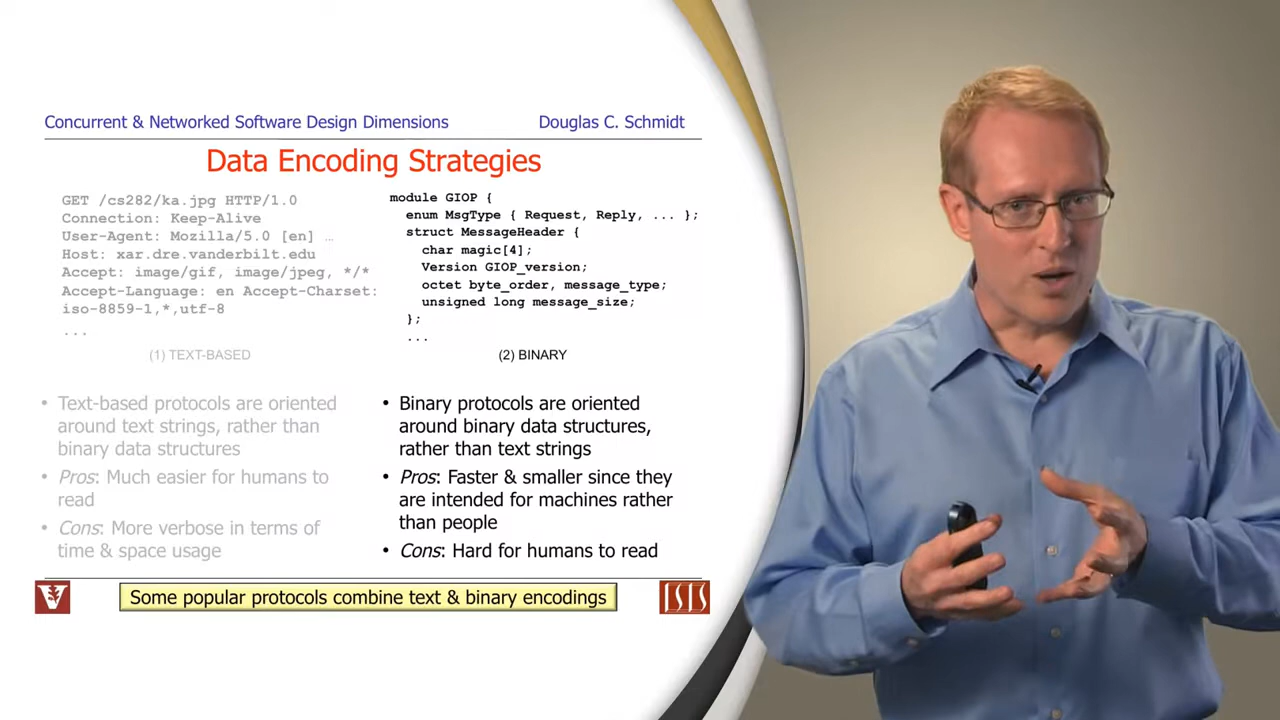 Concurrent & Networked Software Design Dimensions
Douglas C. Schmidt
Data Encoding Strategies
GET /cs282/ka.jpg HTTP/1.0
Connection: Keep-Alive
User-Agent: Mozilla/5.0 [en] …
Host: xar.dre.vanderbilt.edu
Accept: image/gif, image/jpeg, */*
Accept-Language: en Accept-Charset:
iso-8859-1,*,utf-8
...
(1) TEXT-BASED
• Text-based protocols are oriented
around text strings, rather than
binary data structures
• Pros: Much easier for humans to
read
• Cons: More verbose in terms of
time & space usage
module GIOP {
enum MsgType { Request, Reply, ... };
struct MessageHeader {
char magic[4];
Version GIOP_version;
octet byte_order, message_type;
unsigned long message_size;
};
...
(2) BINARY
• Binary protocols are oriented
around binary data structures,
rather than text strings
• Pros: Faster & smaller since they
are intended for machines rather
than people
• Cons: Hard for humans to read
V
Some popular protocols combine text & binary encodings
ISIS